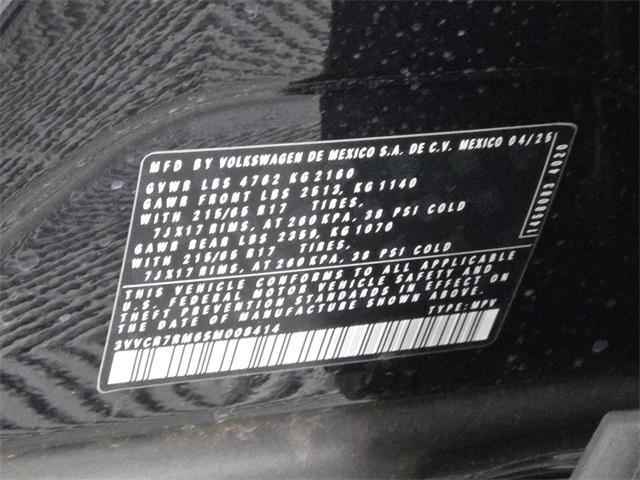 MFD BY VOLKSWAGEN DE MEXICO S.A. DE C.V. MEXICO 04/25
GVWR LBS 4762 KG 2160
GAWR FRONT LBS 2513, KG 1140
WITH 215/65 R17 TIRES,
7JX17 RIMS, AT 260 KPA, 38 PSI COLD
GAWR REAR LBS 2359, KG 1070
WITH 215/65 R17 TIRES,
7JX17 RIMS, AT 260 KPA, 38 PSI COLD
THIS VEHICLE CONFORMS TO ALL APPLICABLE
U.S. FEDERAL MOTOR VEHICLE SAFETY AND
THEFT PREVENTION STANDARDS IN EFFECT ON
THE DATE OF MANUFACTURE SHOWN ABOVE.
TYPE: MPV
3VVCR7RM6SM008414